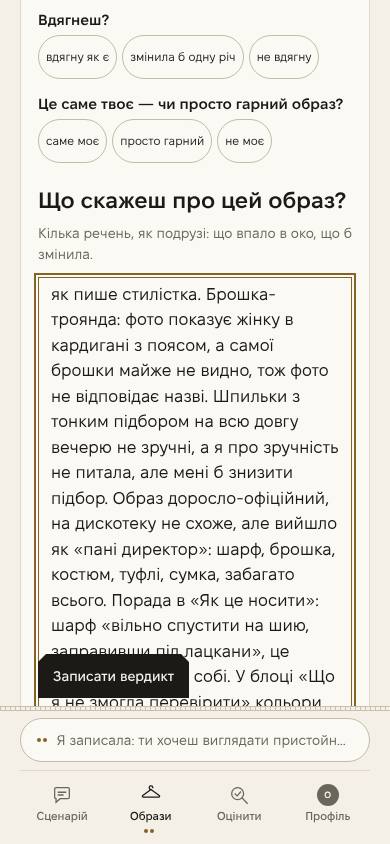 Вдягнеш?
вдягну як є
змінила б одну річ
не вдягну
Це саме твоє — чи просто гарний образ?
саме моє
просто гарний
не моє
Що скажеш про цей образ?
Кілька речень, як подрузі: що впало в око, що б
змінила.
як пише стилістка. Брошка-
троянда: фото показує жінку в
кардигані з поясом, а самої
брошки майже не видно, тож фото
не відповідає назві. Шпильки з
тонким підбором на всю довгу
вечерю не зручні, а я про зручність
не питала, але мені б знизити
підбор. Образ доросло-офіційний,
на дискотеку не схоже, але вийшло
як «пані директор»: шарф, брошка,
костюм, туфлі, сумка, забагато
всього. Порада в «Як це носити»:
шарф «вільно спустити на шию,
заправивши під лацкани», це
собі. У блоці «Що
я не змогла перевірити» кольори
Записати вердикт
Я записала: ти хочеш виглядати пристойн…
Сценарій
Образи
Оцінити
О
Профіль